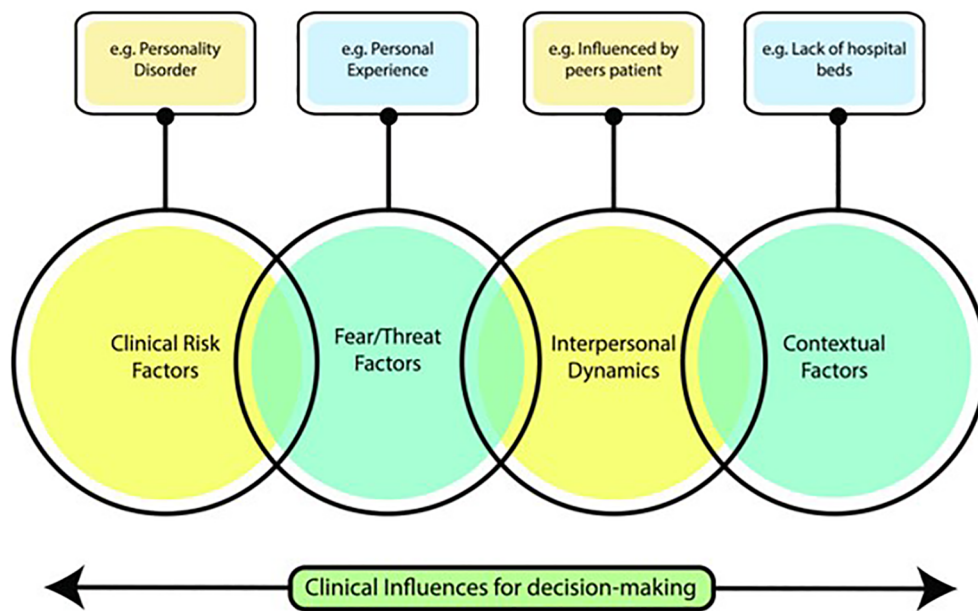 e.g. Personality
Disorder
e.g. Personal
Experience
e.g. Influenced by
peers patient
e.g. Lack of hospital
beds
Clinical Risk
Factors
Fear/Threat
Factors
Interpersonal
Dynamics
Contextual
Factors
Clinical Influences for decision-making